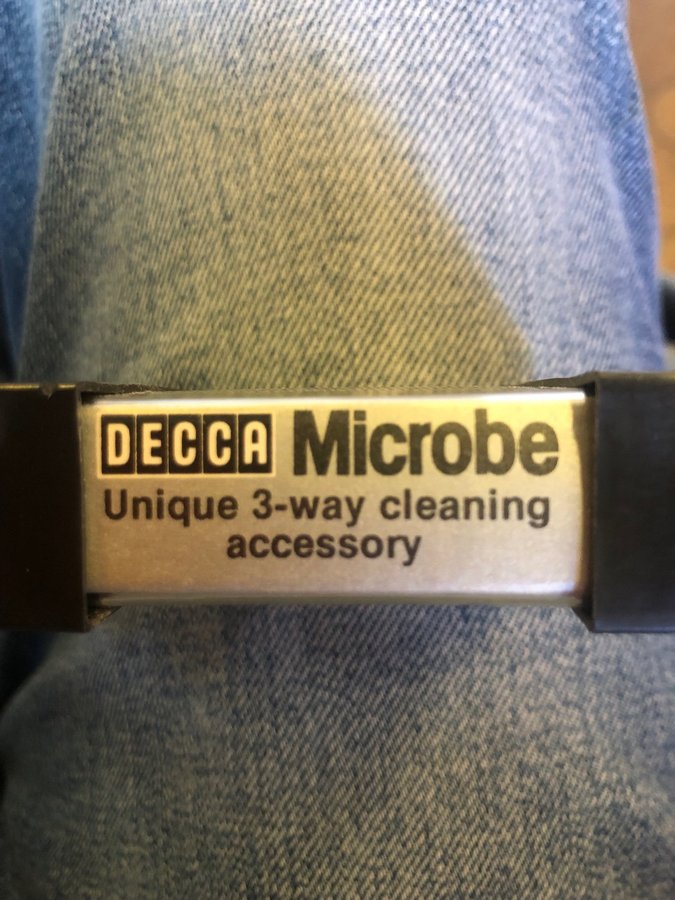 DECCA Microbe
Unique 3-way cleaning
accessory